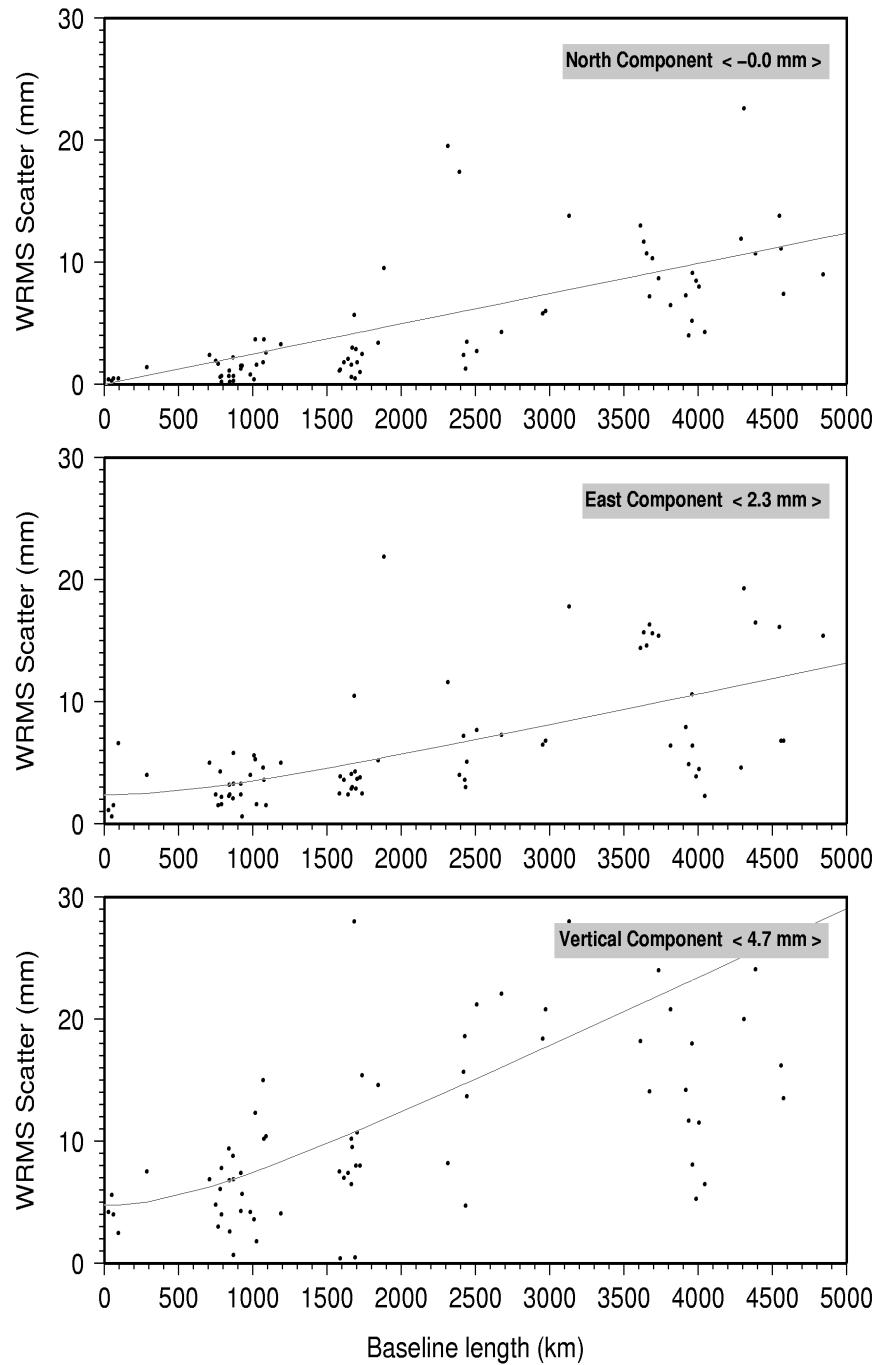 30
North Component < −0.0 mm >
20
WRMS Scatter (mm)
10
0
0 500 1000 1500 2000 2500 3000 3500 4000 4500 5000
30
East Component < 2.3 mm >
20
WRMS Scatter (mm)
10
0
0 500 1000 1500 2000 2500 3000 3500 4000 4500 5000
30
Vertical Component < 4.7 mm >
20
WRMS Scatter (mm)
10
0
0 500 1000 1500 2000 2500 3000 3500 4000 4500 5000
Baseline length (km)